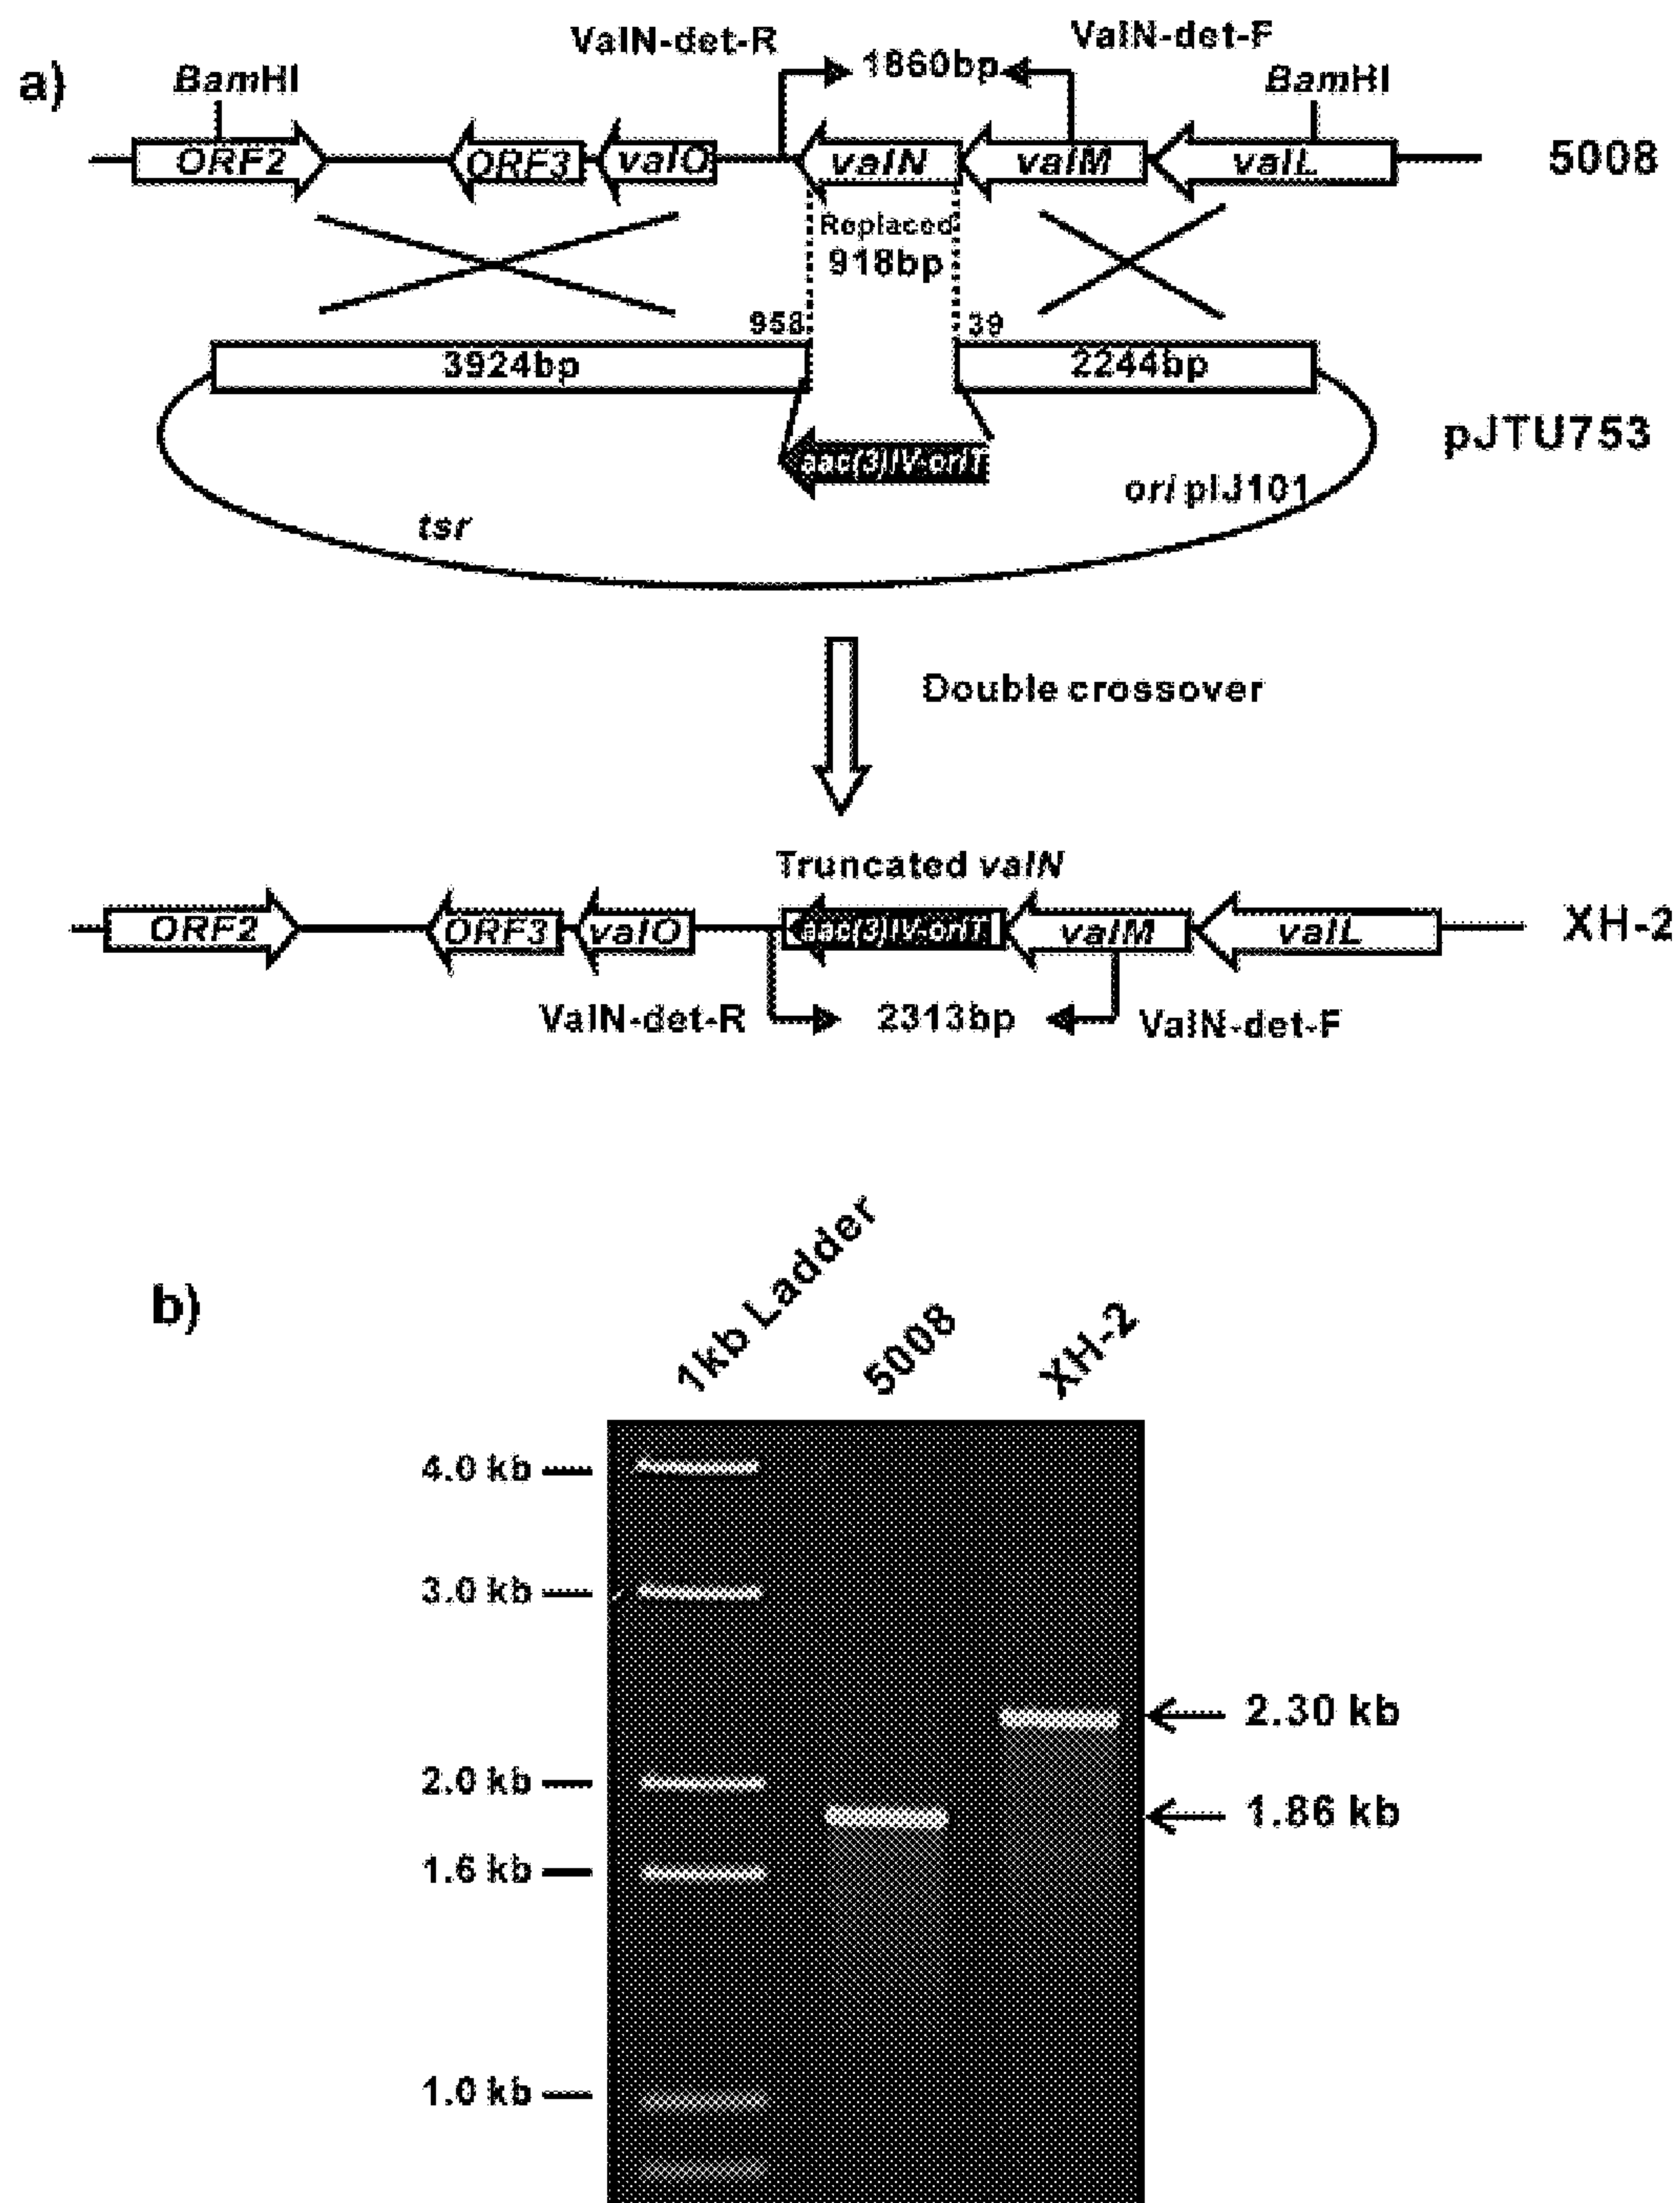 a)
ValN-det-R
1860bp
ValN-det-F
BamHI
BamHI
ORF2
ORF3
valO
valN
valM
valL
5008
Replaced
918bp
958
39
3924bp
2244bp
aac(3)IV-oriT
pJTU753
ori pIJ101
tsr
Double crossover
Truncated valN
ORF2
ORF3
valO
aac(3)IV-oriT
valM
valL
XH-2
ValN-det-R
2313bp
ValN-det-F
b)
1kb Ladder
5008
XH-2
4.0 kb
3.0 kb
2.0 kb
1.6 kb
1.0 kb
2.30 kb
1.86 kb